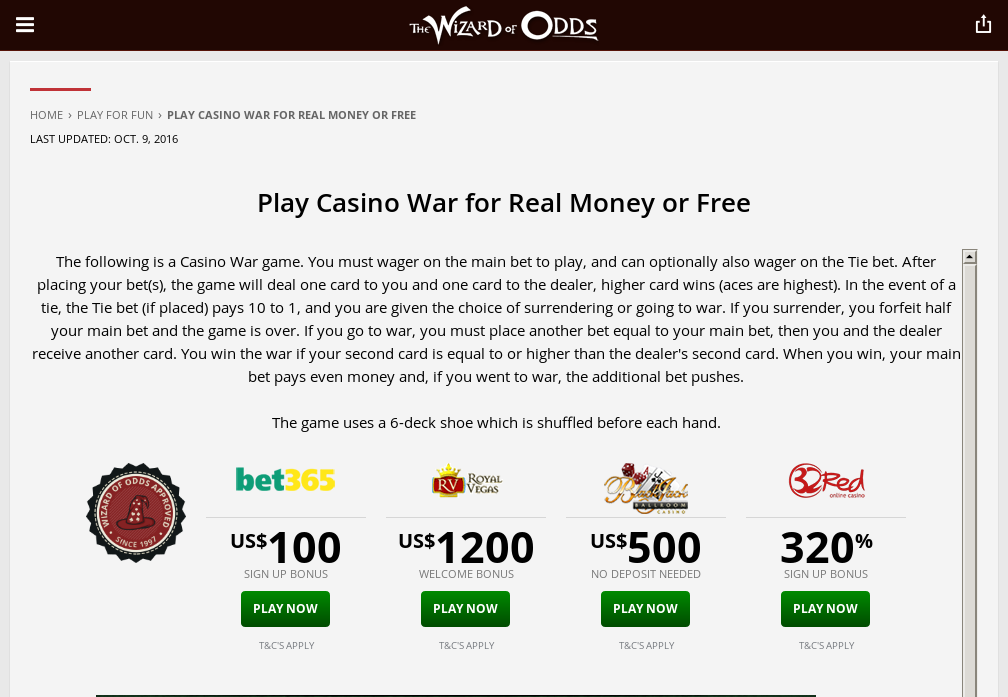 THE WIZARD OF ODDS
HOME › PLAY FOR FUN › PLAY CASINO WAR FOR REAL MONEY OR FREE
LAST UPDATED: OCT. 9, 2016
Play Casino War for Real Money or Free
The following is a Casino War game. You must wager on the main bet to play, and can optionally also wager on the Tie bet. After
placing your bet(s), the game will deal one card to you and one card to the dealer, higher card wins (aces are highest). In the event of a
tie, the Tie bet (if placed) pays 10 to 1, and you are given the choice of surrendering or going to war. If you surrender, you forfeit half
your main bet and the game is over. If you go to war, you must place another bet equal to your main bet, then you and the dealer
receive another card. You win the war if your second card is equal to or higher than the dealer's second card. When you win, your main
bet pays even money and, if you went to war, the additional bet pushes.
The game uses a 6-deck shoe which is shuffled before each hand.
WIZARD OF ODDS APPROVED
SINCE 1997
bet365
US$100
SIGN UP BONUS
PLAY NOW
T&C'S APPLY
RV ROYAL
VEGAS
US$1200
WELCOME BONUS
PLAY NOW
T&C'S APPLY
BlackJack
BALLROOM
CASINO
US$500
NO DEPOSIT NEEDED
PLAY NOW
T&C'S APPLY
32Red
online casino
320%
SIGN UP BONUS
PLAY NOW
T&C'S APPLY